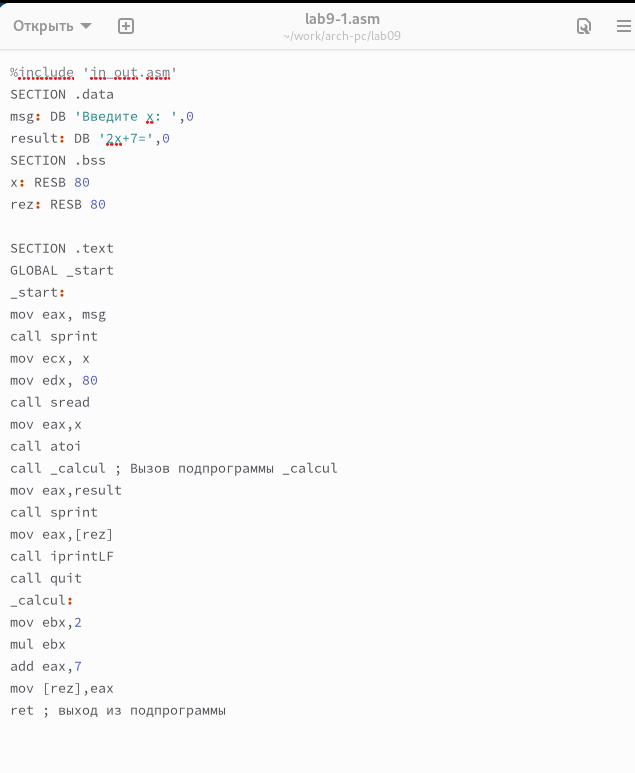 Открыть
lab9-1.asm
~/work/arch-pc/lab09
%include 'in_out.asm'
SECTION .data
msg: DB 'Введите x: ',0
result: DB '2x+7=',0
SECTION .bss
x: RESB 80
rez: RESB 80
SECTION .text
GLOBAL _start
_start:
mov eax, msg
call sprint
mov ecx, x
mov edx, 80
call sread
mov eax,x
call atoi
call _calcul ; Вызов подпрограммы _calcul
mov eax,result
call sprint
mov eax,[rez]
call iprintLF
call quit
_calcul:
mov ebx,2
mul ebx
add eax,7
mov [rez],eax
ret ; выход из подпрограммы